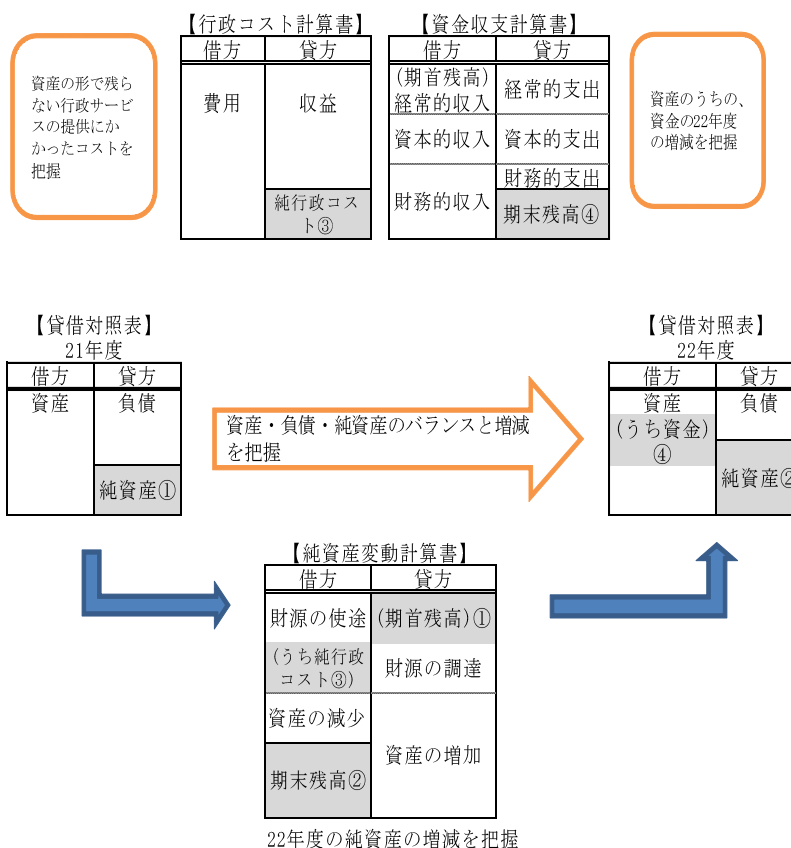 【行政コスト計算書】
借方
貸方
費用
収益
純行政コス
ト③
【資金収支計算書】
借方
貸方
(期首残高)
経常的収入
経常的支出
資本的収入
資本的支出
財務的収入
財務的支出
期末残高④
資産の形で残ら
ない行政サービ
スの提供にか
かったコストを
把握
資産のうちの、
資金の22年度
の増減を把握
【貸借対照表】
21年度
借方
貸方
資産
負債
純資産①
資産・負債・純資産のバランスと増減
を把握
【貸借対照表】
22年度
借方
貸方
資産
(うち資金)
④
負債
純資産②
【純資産変動計算書】
借方
貸方
財源の使途
(期首残高)①
(うち純行政
コスト③)
財源の調達
資産の減少
資産の増加
期末残高②
22年度の純資産の増減を把握